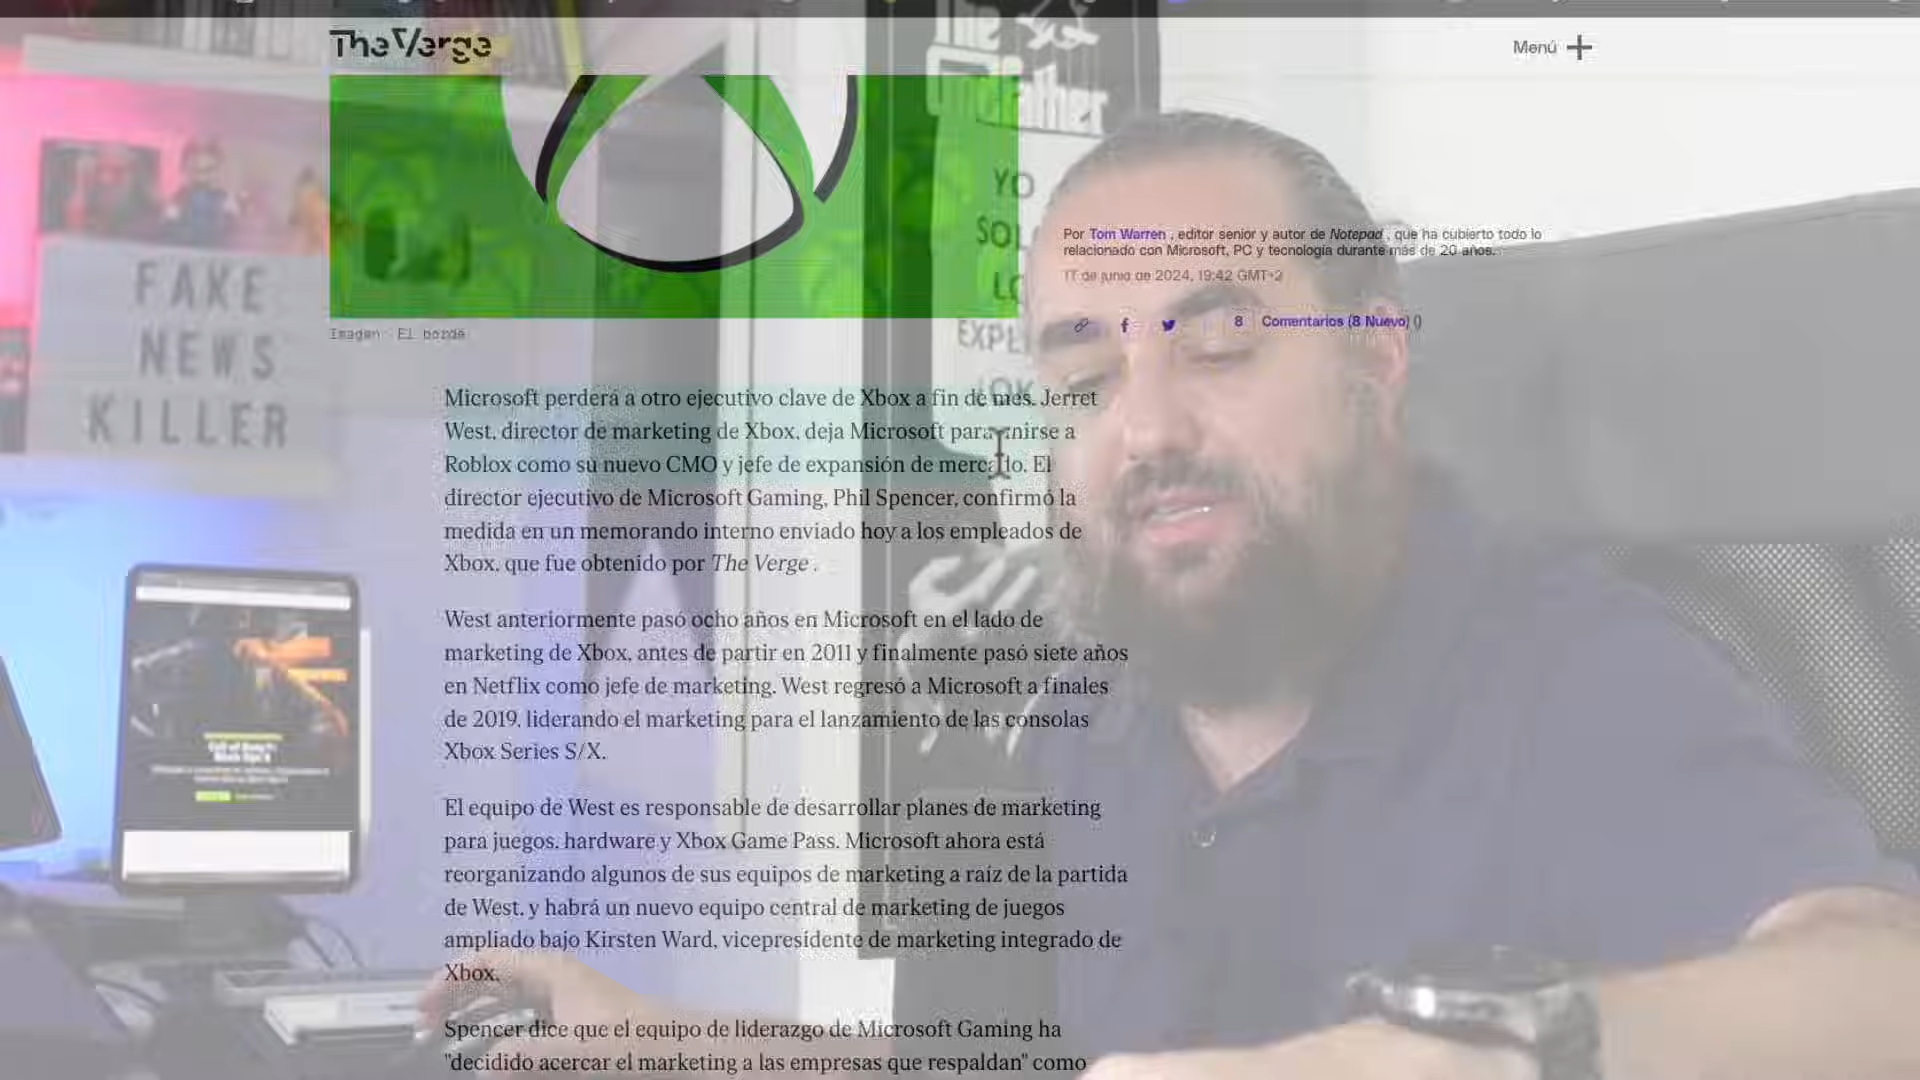 The Verge
Menú
The
Godfather
YO
SOL
LO
EXPL
LOK
FAKE
NEWS
KILLER
Por Tom Warren , editor senior y autor de Notepad , que ha cubierto todo lo
relacionado con Microsoft, PC y tecnología durante más de 20 años.
17 de junio de 2024, 19:42 GMT+2
8 Comentarios (8 Nuevo) ()
Imagen: El borde
Microsoft perderá a otro ejecutivo clave de Xbox a fin de mes. Jerret
West, director de marketing de Xbox, deja Microsoft para unirse a
Roblox como su nuevo CMO y jefe de expansión de mercado. El
director ejecutivo de Microsoft Gaming, Phil Spencer, confirmó la
medida en un memorando interno enviado hoy a los empleados de
Xbox, que fue obtenido por The Verge .
West anteriormente pasó ocho años en Microsoft en el lado de
marketing de Xbox, antes de partir en 2011 y finalmente pasó siete años
en Netflix como jefe de marketing. West regresó a Microsoft a finales
de 2019, liderando el marketing para el lanzamiento de las consolas
Xbox Series S/X.
El equipo de West es responsable de desarrollar planes de marketing
para juegos, hardware y Xbox Game Pass. Microsoft ahora está
reorganizando algunos de sus equipos de marketing a raíz de la partida
de West, y habrá un nuevo equipo central de marketing de juegos
ampliado bajo Kirsten Ward, vicepresidente de marketing integrado de
Xbox.
Spencer dice que el equipo de liderazgo de Microsoft Gaming ha
"decidido acercar el marketing a las empresas que respaldan" como